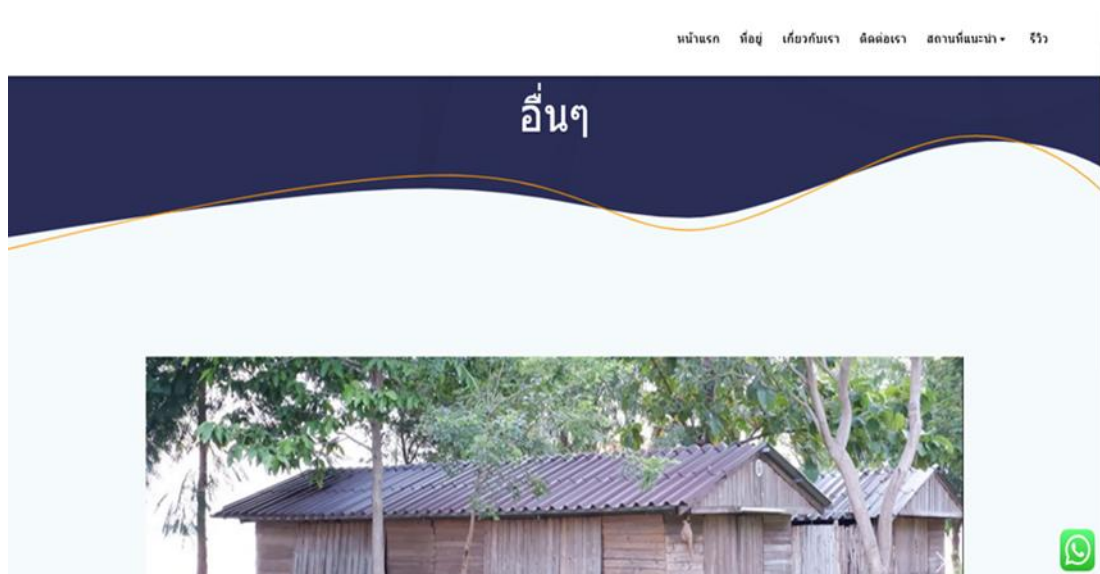 หน้าแรก ที่อยู่ เกี่ยวกับเรา ติดต่อเรา สถานที่แนะนำ รีวิว
อื่นๆ